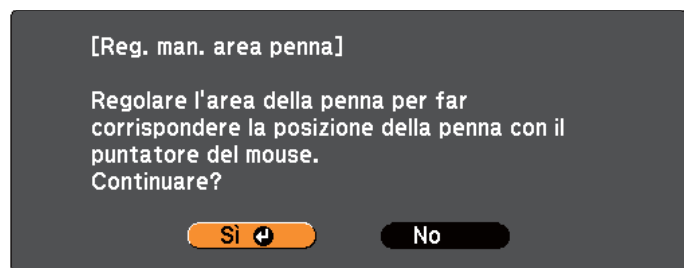 [Reg. man. area penna]
Regolare l'area della penna per far
corrispondere la posizione della penna con il
puntatore del mouse.
Continuare?
Sì No